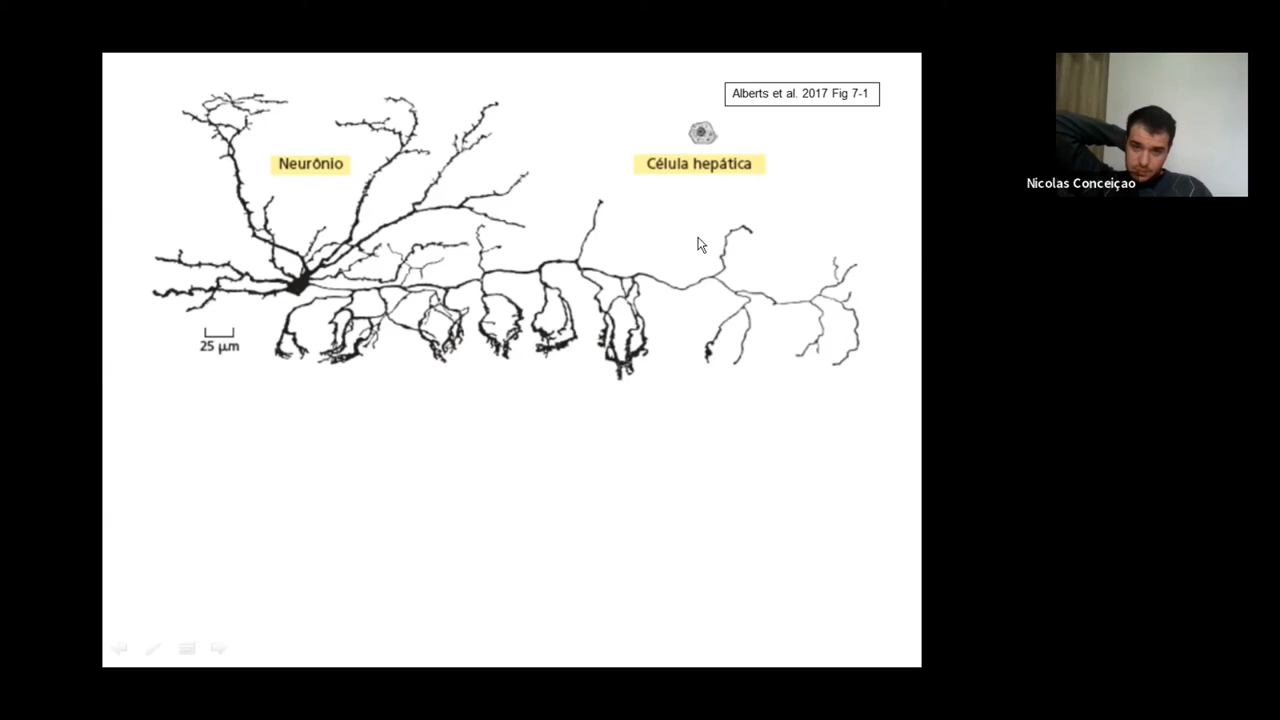 Alberts et al. 2017 Fig 7-1
Neurônio
Célula hepática
Nicolas Conceiçao
25 µm